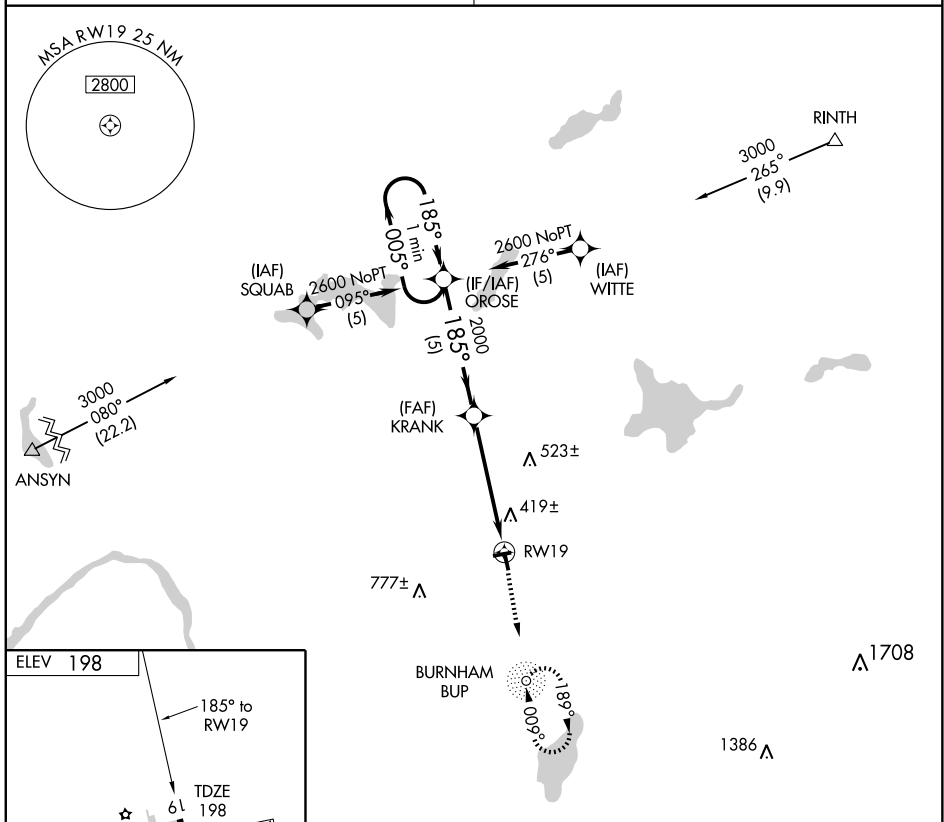 MSA RW19 25 NM
2800
RINTH
3000
265°
(9.9)
185°
1 min
005°
2600 NoPT
276°
(5)
(IAF)
WITTE
(IAF)
SQUAB
2600 NoPT
095°
(5)
(IF/IAF)
OROSE
2000
185°
(5)
3000
080°
(22.2)
ANSYN
(FAF)
KRANK
523±
419±
RW19
777±
BURNHAM
BUP
189°
009°
1708
1386
ELEV 198
185° to
RW19
19
TDZE
198